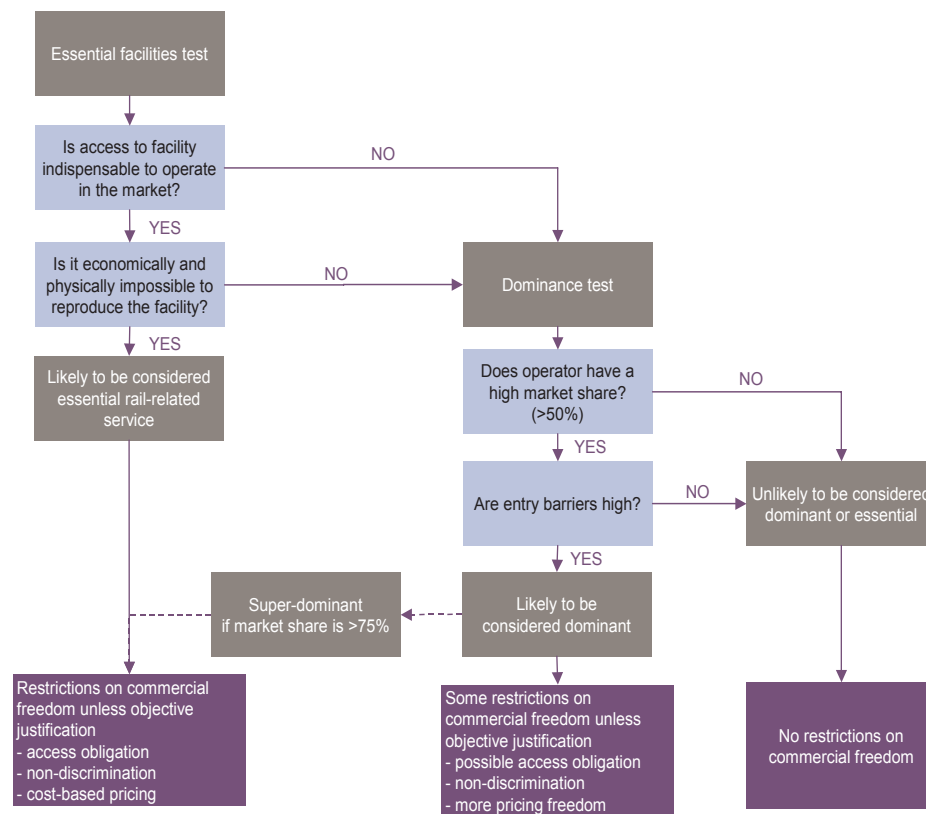 Essential facilities test
Is access to facility
indispensable to operate
in the market?
NO
YES
Is it economically and
physically impossible to
reproduce the facility?
NO
Dominance test
YES
Likely to be considered
essential rail-related
service
Does operator have a
high market share?
(>50%)
NO
YES
Are entry barriers high?
NO
Unlikely to be considered
dominant or essential
YES
Super-dominant
if market share is >75%
Likely to be
considered dominant
Restrictions on commercial
freedom unless objective
justification
- access obligation
- non-discrimination
- cost-based pricing
Some restrictions on
commercial freedom unless
objective justification
- possible access obligation
- non-discrimination
- more pricing freedom
No restrictions on
commercial freedom